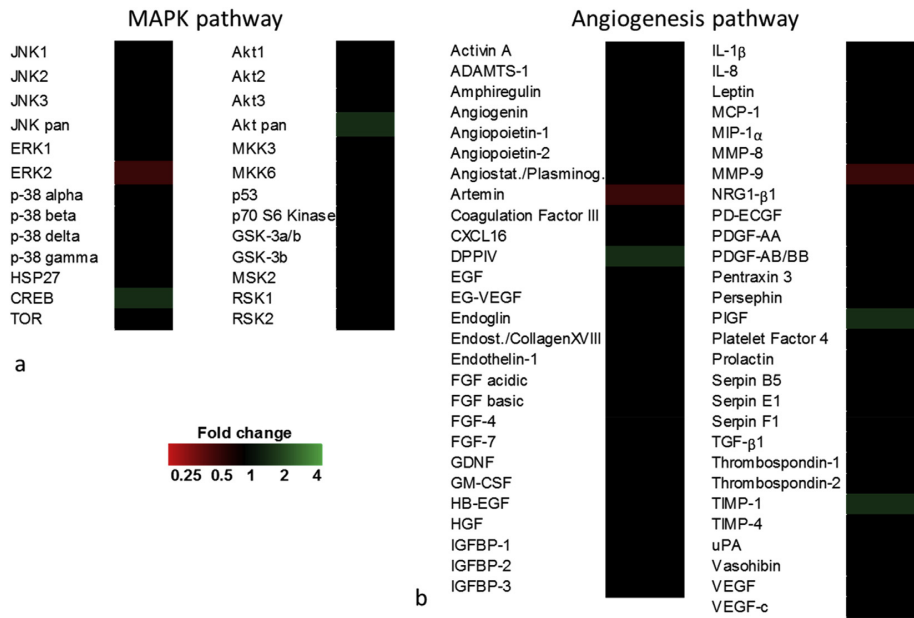 MAPK pathway
JNK1
JNK2
JNK3
JNK pan
ERK1
ERK2
p-38 alpha
p-38 beta
p-38 delta
p-38 gamma
HSP27
CREB
TOR
Akt1
Akt2
Akt3
Akt pan
MKK3
MKK6
p53
p70 S6 Kinase
GSK-3a/b
GSK-3b
MSK2
RSK1
RSK2
a
Fold change
0.25 0.5 1 2 4
Angiogenesis pathway
Activin A
ADAMTS-1
Amphiregulin
Angiogenin
Angiopoietin-1
Angiopoietin-2
Angiostat./Plasminog.
Artemin
Coagulation Factor III
CXCL16
DPPIV
EGF
EG-VEGF
Endoglin
Endost./CollagenXVIII
Endothelin-1
FGF acidic
FGF basic
FGF-4
FGF-7
GDNF
GM-CSF
HB-EGF
HGF
IGFBP-1
IGFBP-2
IGFBP-3
IL-1β
IL-8
Leptin
MCP-1
MIP-1α
MMP-8
MMP-9
NRG1-β1
PD-ECGF
PDGF-AA
PDGF-AB/BB
Pentraxin 3
Persephin
PIGF
Platelet Factor 4
Prolactin
Serpin B5
Serpin E1
Serpin F1
TGF-β1
Thrombospondin-1
Thrombospondin-2
TIMP-1
TIMP-4
uPA
Vasohibin
VEGF
VEGF-c
b